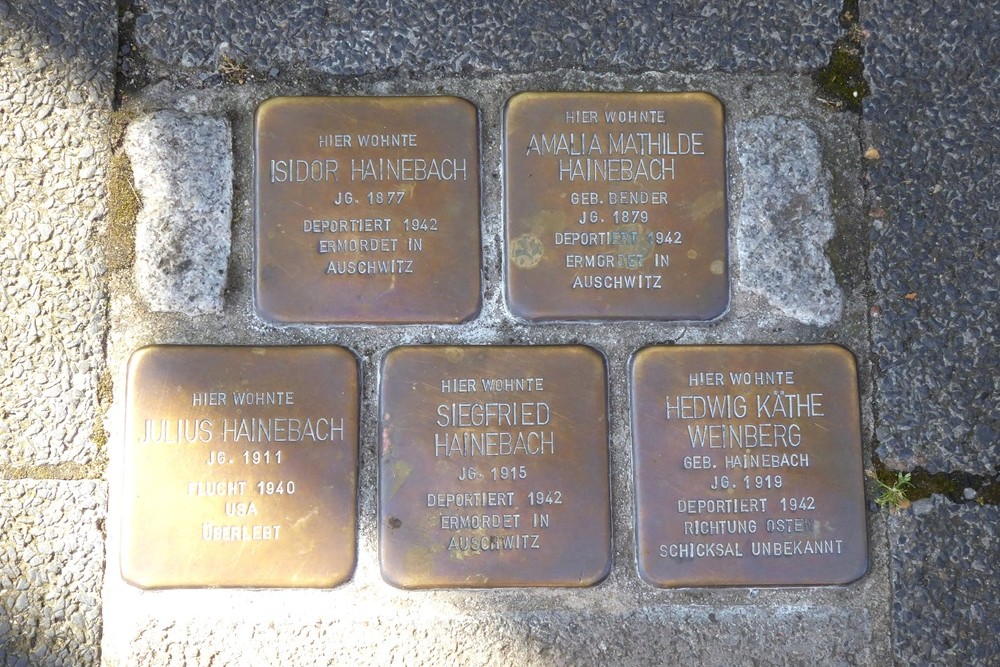 HIER WOHNTE
ISIDOR HAINEBACH
JG. 1877
DEPORTIERT 1942
ERMORDET IN
AUSCHWITZ
HIER WOHNTE
AMALIA MATHILDE
HAINEBACH
GEB. BENDER
JG. 1879
DEPORTIERT 1942
ERMORDET IN
AUSCHWITZ
HIER WOHNTE
JULIUS HAINEBACH
JG. 1911
FLUCHT 1940
USA
ÜBERLEBT
HIER WOHNTE
SIEGFRIED
HAINEBACH
JG. 1915
DEPORTIERT 1942
ERMORDET IN
AUSCHWITZ
HIER WOHNTE
HEDWIG KÄTHE
WEINBERG
GEB. HAINEBACH
JG. 1919
DEPORTIERT 1942
RICHTUNG OSTEN
SCHICKSAL UNBEKANNT